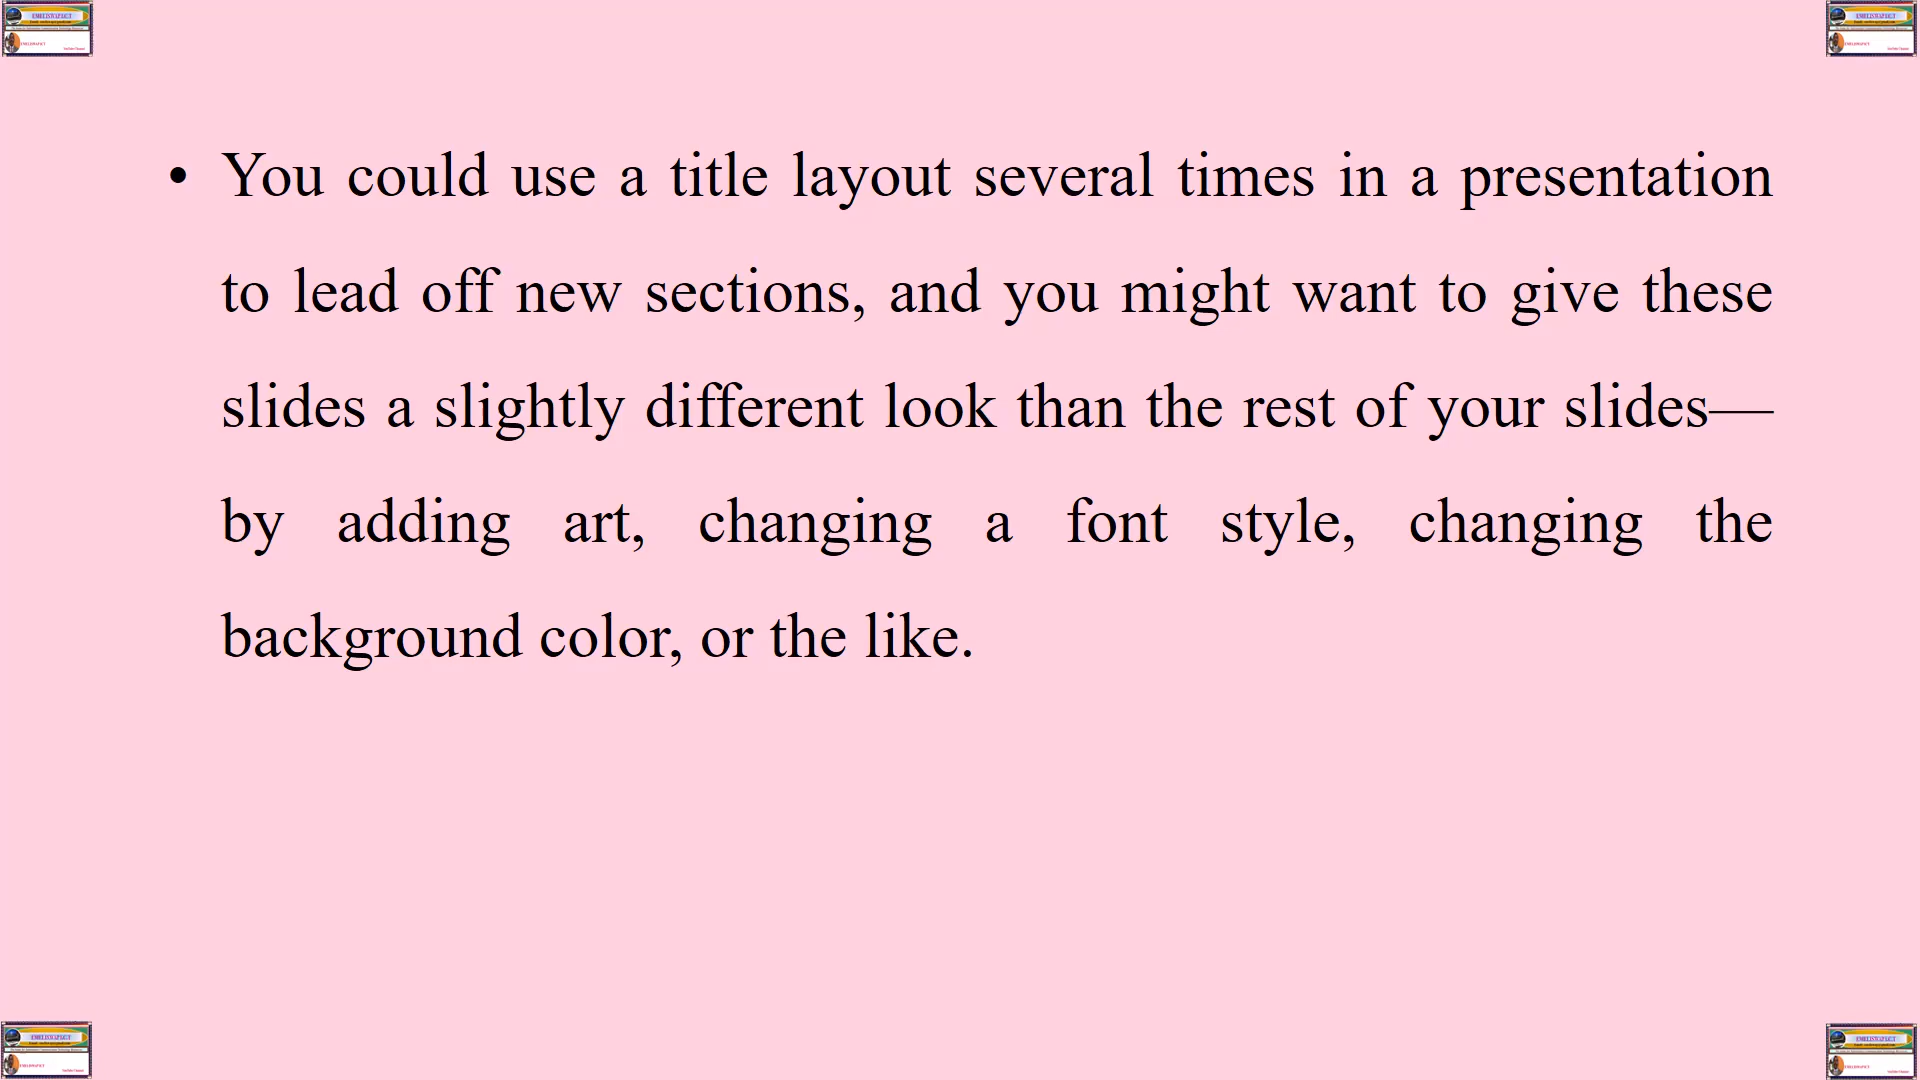 • You could use a title layout several times in a presentation
to lead off new sections, and you might want to give these
slides a slightly different look than the rest of your slides—
by adding art, changing a font style, changing the
background color, or the like.